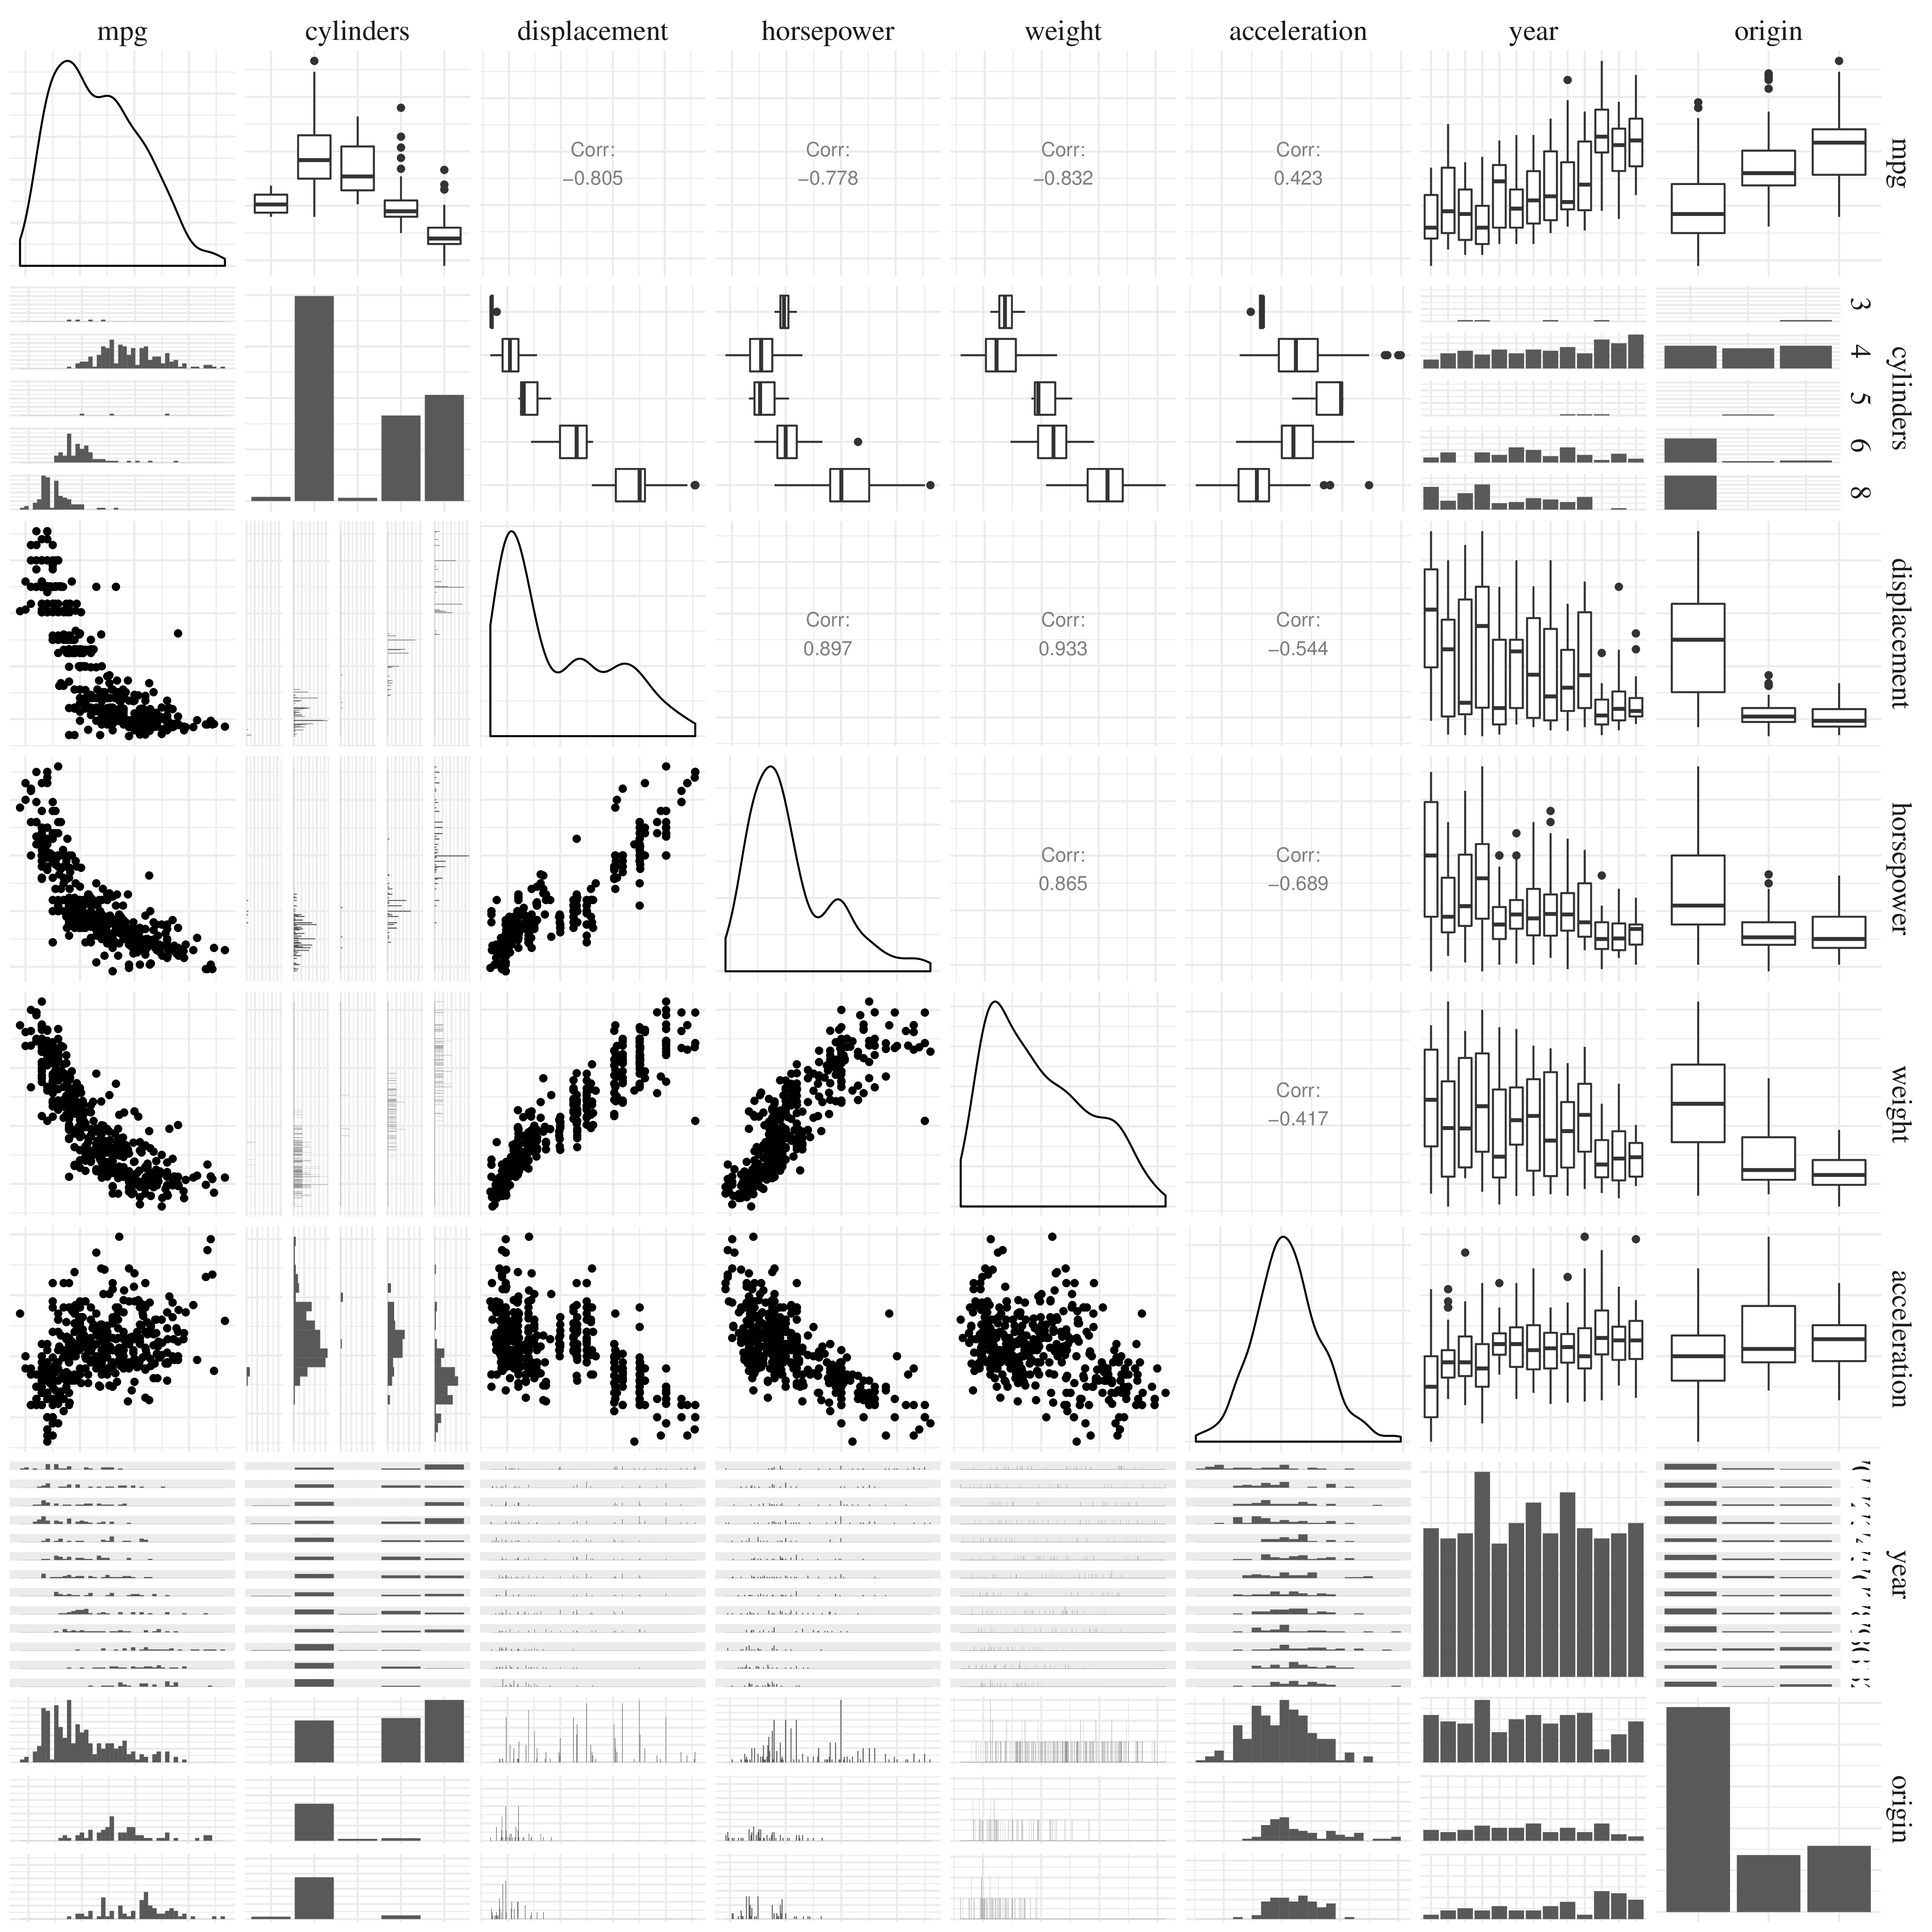 mpg cylinders displacement horsepower weight acceleration year origin
mpg
Corr:
−0.805
Corr:
−0.778
Corr:
−0.832
Corr:
0.423
cylinders
3
4
5
6
8
displacement
Corr:
0.897
Corr:
0.933
Corr:
−0.544
horsepower
Corr:
0.865
Corr:
−0.689
weight
Corr:
−0.417
acceleration
year
origin